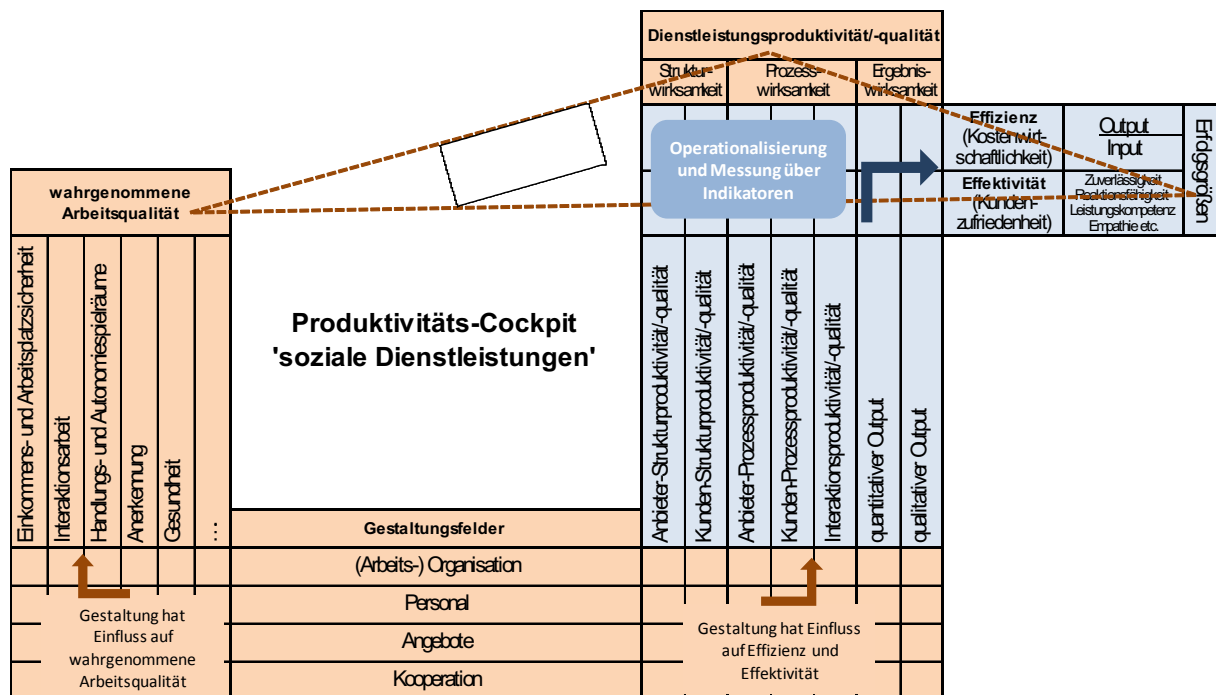 Dienstleistungsproduktivität/-qualität
Struktur-
wirksamkeit
Prozess-
wirksamkeit
Ergebnis-
wirksamkeit
Operationalisierung
und Messung über
Indikatoren
Effizienz
(Kostenwirt-
schaftlichkeit)
Output
Input
Effektivität
(Kunden-
zufriedenheit)
Zuverlässigkeit
Reaktionsfähigkeit
Leistungskompetenz
Empathie etc.
Erfolgsgrößen
wahrgenommene
Arbeitsqualität
Einkommens- und Arbeitsplatzsicherheit
Interaktionsarbeit
Handlungs- und Autonomiespielräume
Anerkennung
Gesundheit
...
Produktivitäts-Cockpit
'soziale Dienstleistungen'
Anbieter-Strukturproduktivität/-qualität
Kunden-Strukturproduktivität/-qualität
Anbieter-Prozessproduktivität/-qualität
Kunden-Prozessproduktivität/-qualität
Interaktionsproduktivität/-qualität
quantitativer Output
qualitativer Output
Gestaltungsfelder
(Arbeits-) Organisation
Personal
Angebote
Kooperation
Gestaltung hat
Einfluss auf
wahrgenommene
Arbeitsqualität
Gestaltung hat Einfluss
auf Effizienz und
Effektivität